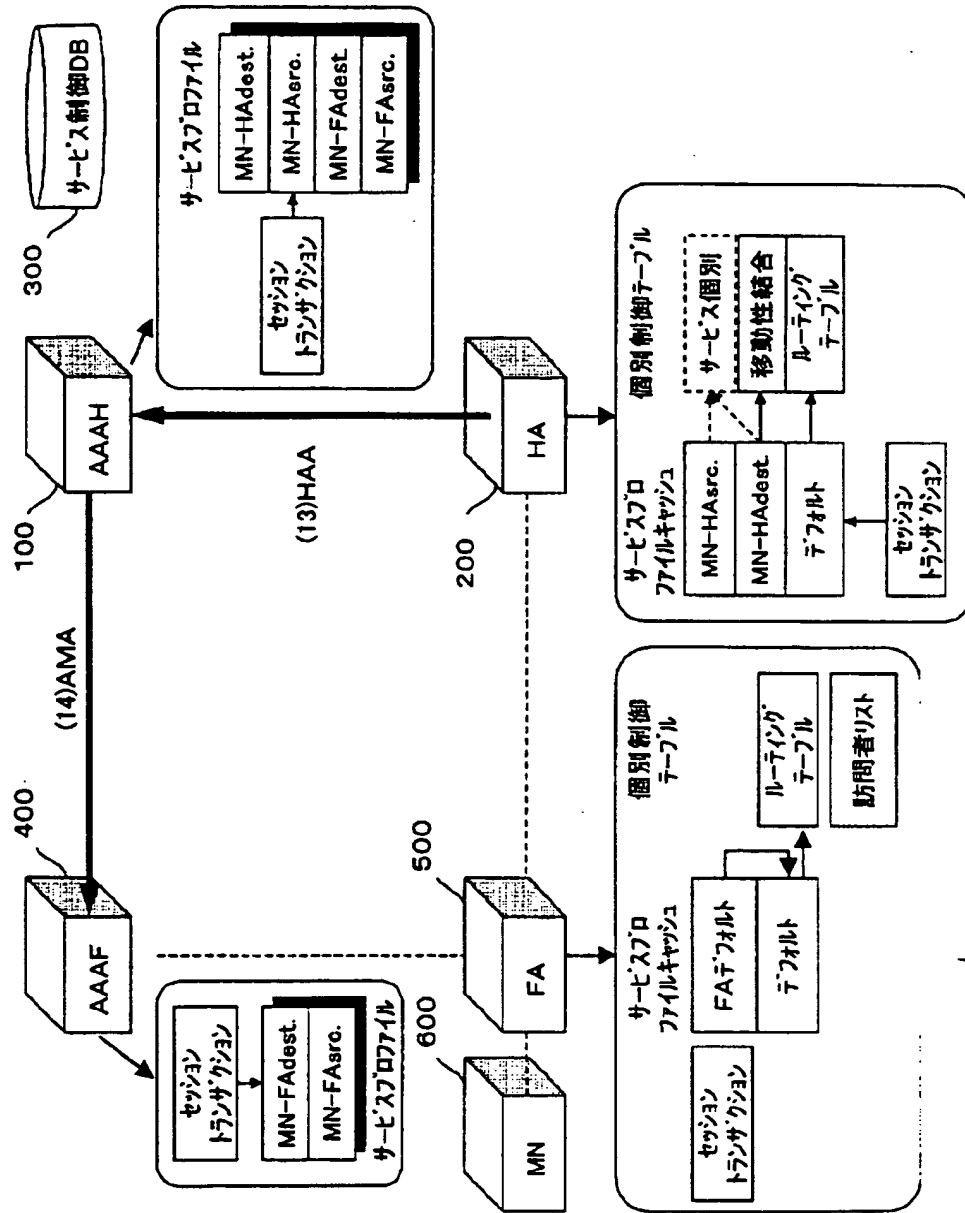 300
サービス制御DB
100
AAAH
サービスプロファイル
セッション
トランザクション
MN-HAdest.
MN-HAsrc.
MN-FAdest.
MN-FAsrc.
(14)AMA
(13)HAA
400
AAAF
セッション
トランザクション
MN-FAdest.
MN-FAsrc.
サービスプロファイル
200
HA
500
FA
600
MN
サービスプロ
ファイルキャッシュ
個別制御テーブル
MN-HAsrc.
MN-HAdest.
デフォルト
サービス個別
移動性結合
ルーティング
テーブル
セッション
トランザクション
サービスプロ
ファイルキャッシュ
個別制御
テーブル
セッション
トランザクション
FAデフォルト
デフォルト
ルーティング
テーブル
訪問者リスト